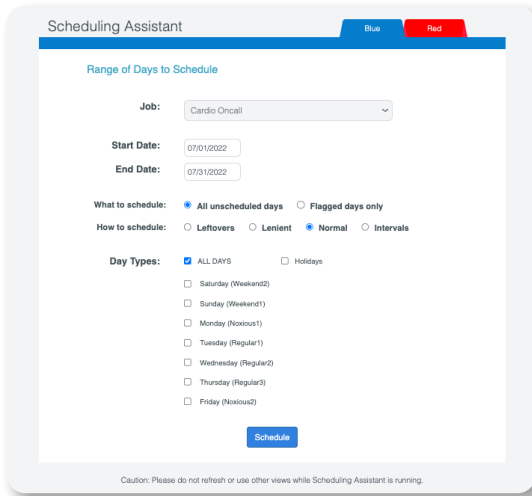 Scheduling Assistant
Blue Red
Range of Days to Schedule
Job: Cardio Oncall
Start Date: 07/01/2022
End Date: 07/31/2022
What to schedule: All unscheduled days Flagged days only
How to schedule: Leftovers Lenient Normal Intervals
Day Types: ALL DAYS Holidays
Saturday (Weekend2)
Sunday (Weekend1)
Monday (Noxious1)
Tuesday (Regular1)
Wednesday (Regular2)
Thursday (Regular3)
Friday (Noxious2)
Schedule
Caution: Please do not refresh or use other views while Scheduling Assistant is running.